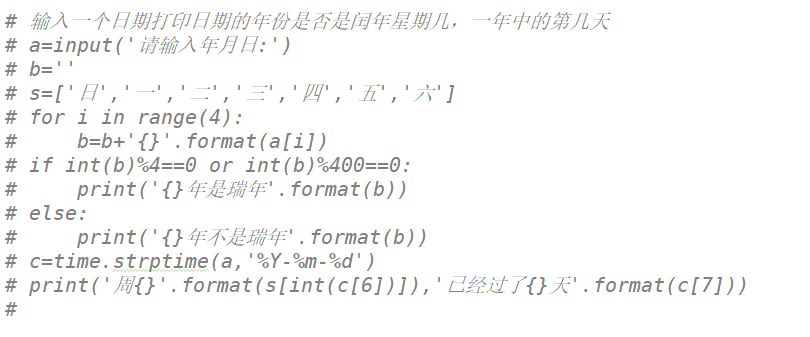 # 输入一个日期打印日期的年份是否是闰年星期几，一年中的第几天
# a=input('请输入年月日:')
# b=''
# s=['日','一','二','三','四','五','六']
# for i in range(4):
#     b=b+'{}'.format(a[i])
# if int(b)%4==0 or int(b)%400==0:
#     print('{}年是瑞年'.format(b))
# else:
#     print('{}年不是瑞年'.format(b))
# c=time.strptime(a,'%Y-%m-%d')
# print('周{}'.format(s[int(c[6])]),'已经过了{}天'.format(c[7]))
#